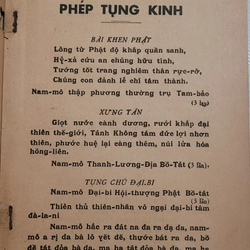 PHÉP TỤNG KINH
BÀI KHEN PHẬT
Lòng từ Phật độ khắp quần sanh,
Hỷ-xả cứu an chúng hữu tình,
Tướng tốt trang nghiêm thân rực-rỡ,
Chúng con đảnh lễ chí tâm thành.
Nam-mô thập phương thường trụ Tam-bảo
(3 lạy)
XƯNG TÁN
Giọt nước cành dương, rưới khắp đại
thiên thế-giới, Tánh Không tám đức lợi nhơn
thiên, phước huệ lại càng thêm, núi lửa hóa
hồng-liên.
Nam-mô Thanh-Lương-Địa Bồ-Tát (3 lần)
TỤNG CHÚ ĐẠI-BI
Nam-mô Đại-bi Hội-thượng Phật Bồ-tát
(3 lần)
Thiên thủ thiên-nhãn vô ngại đại-bi tâm
đà-la-ni
Nam-mô hắc ra đát na đa ra dạ da, nam-
mô a rị da bà lô yết đế, thước bát ra da, bồ